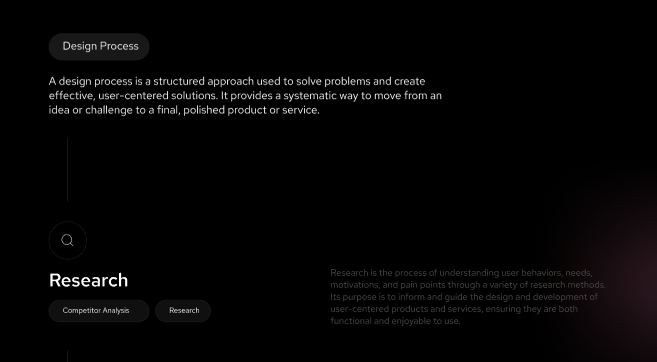 Design Process
A design process is a structured approach used to solve problems and create
effective, user-centered solutions. It provides a systematic way to move from an
idea or challenge to a final, polished product or service.
Research
Competitor Analysis
Research
Research is the process of understanding user behaviors, needs,
motivations, and pain points through a variety of research methods.
Its purpose is to inform and guide the design and development of
user-centered products and services, ensuring they are both
functional and enjoyable to use.